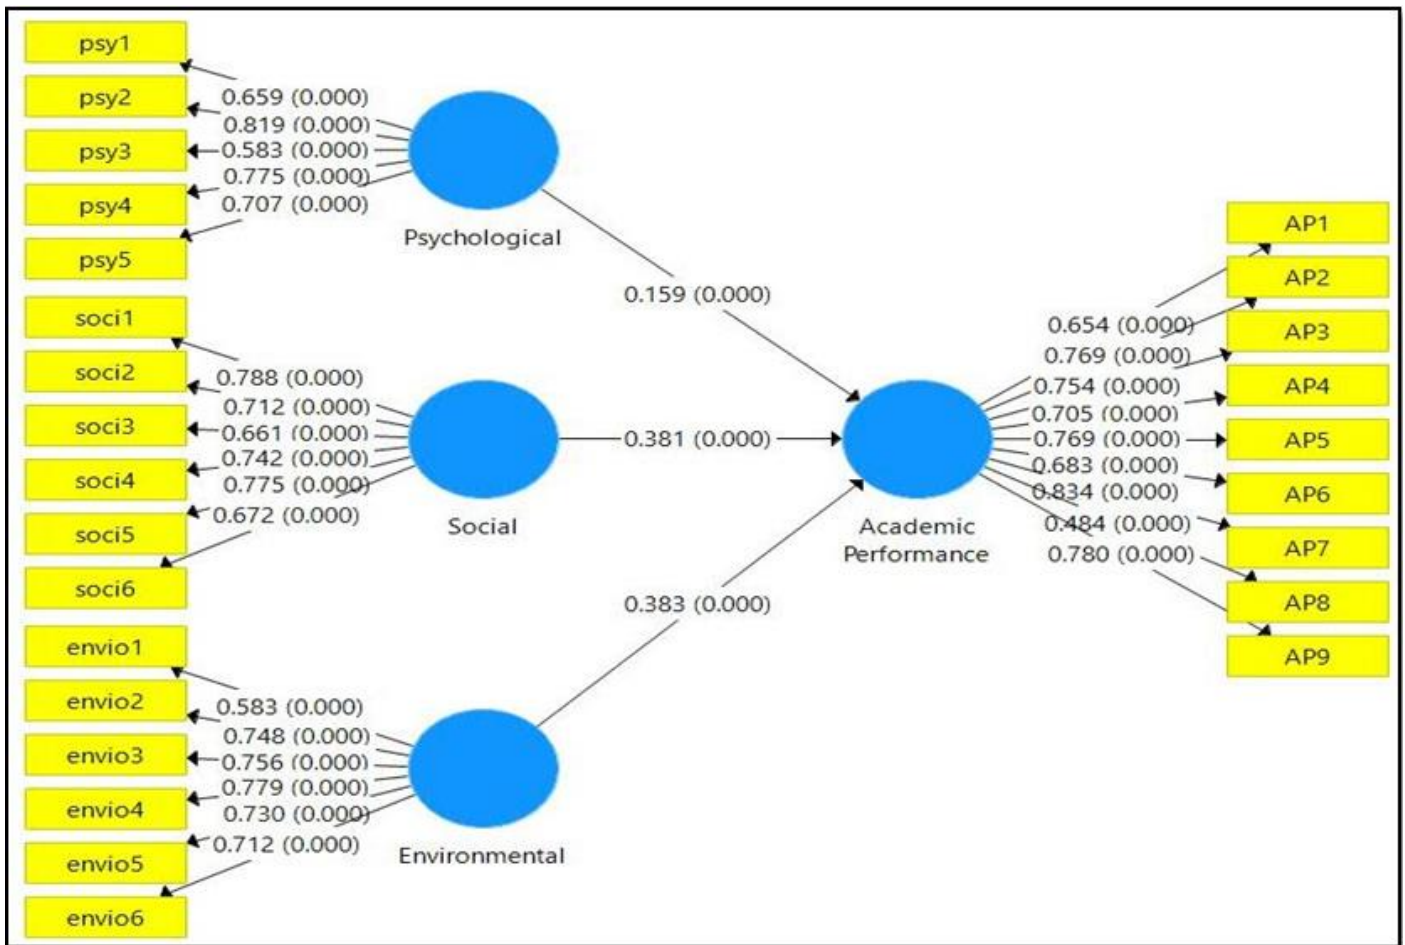 psy1
psy2
psy3
psy4
psy5
0.659 (0.000)
0.819 (0.000)
0.583 (0.000)
0.775 (0.000)
0.707 (0.000)
Psychological
soci1
soci2
soci3
soci4
soci5
soci6
0.788 (0.000)
0.712 (0.000)
0.661 (0.000)
0.742 (0.000)
0.775 (0.000)
0.672 (0.000)
Social
envio1
envio2
envio3
envio4
envio5
envio6
0.583 (0.000)
0.748 (0.000)
0.756 (0.000)
0.779 (0.000)
0.730 (0.000)
0.712 (0.000)
Environmental
0.159 (0.000)
0.381 (0.000)
0.383 (0.000)
Academic
Performance
0.654 (0.000)
0.769 (0.000)
0.754 (0.000)
0.705 (0.000)
0.769 (0.000)
0.683 (0.000)
0.834 (0.000)
0.484 (0.000)
0.780 (0.000)
AP1
AP2
AP3
AP4
AP5
AP6
AP7
AP8
AP9